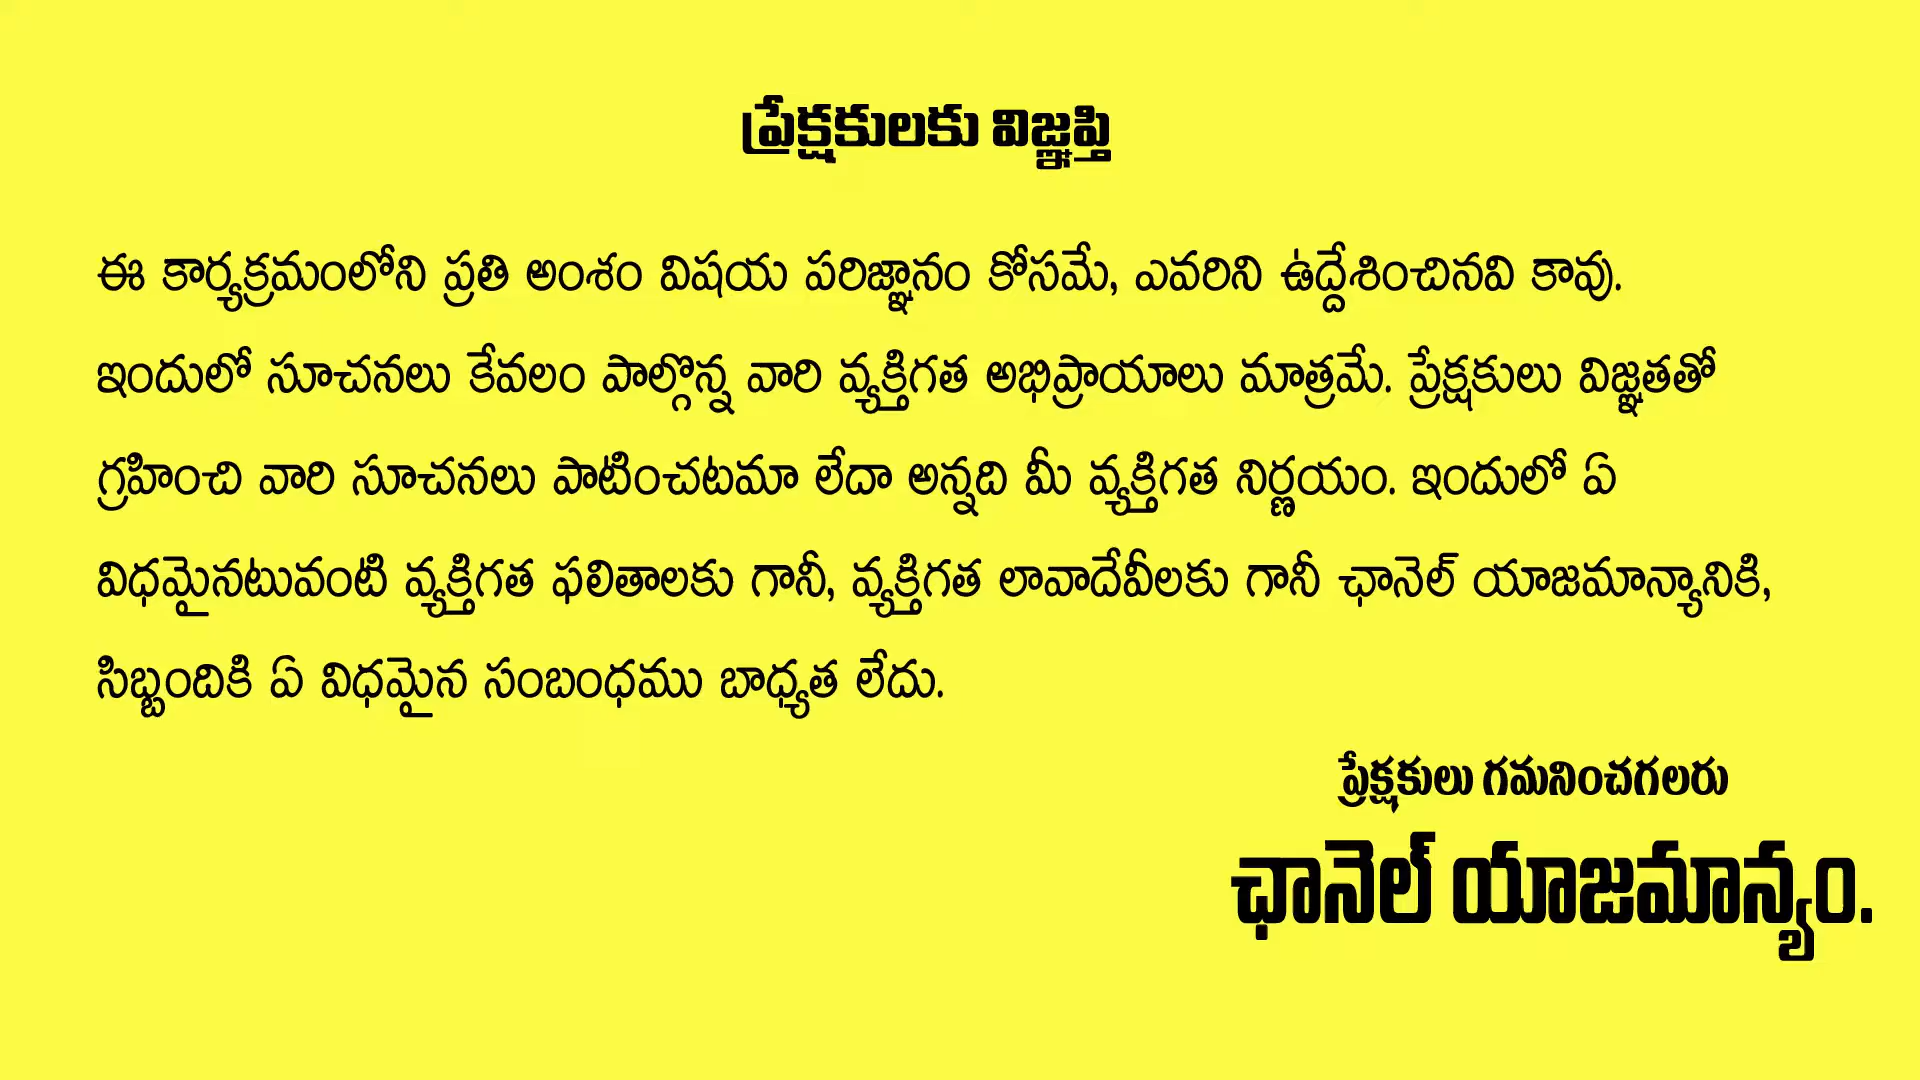 ప్రేక్షకులకు విజ్ఞప్తి
ఈ కార్యక్రమంలోని ప్రతి అంశం విషయ పరిజ్ఞానం కోసమే, ఎవరిని ఉద్దేశించినవి కావు.
ఇందులో సూచనలు కేవలం పాల్గొన్న వారి వ్యక్తిగత అభిప్రాయాలు మాత్రమే. ప్రేక్షకులు విజ్ఞతతో
గ్రహించి వారి సూచనలు పాటించటమా లేదా అన్నది మీ వ్యక్తిగత నిర్ణయం. ఇందులో ఏ
విధమైనటువంటి వ్యక్తిగత ఫలితాలకు గానీ, వ్యక్తిగత లావాదేవీలకు గానీ ఛానెల్ యాజమాన్యానికి,
సిబ్బందికి ఏ విధమైన సంబంధము బాధ్యత లేదు.
ప్రేక్షకులు గమనించగలరు
ఛానెల్ యాజమాన్యం.